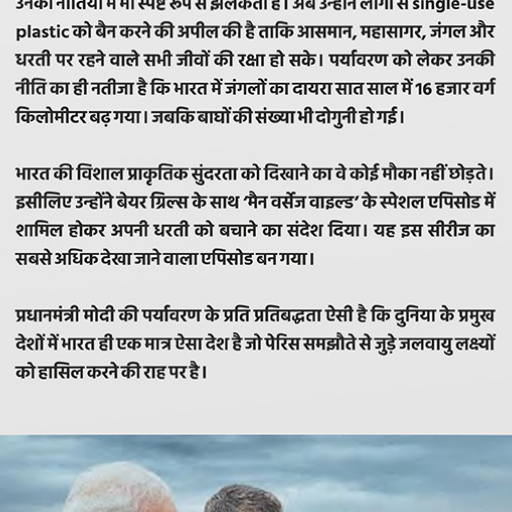 उनकी नीतियों में भी स्पष्ट रूप से झलकती है। अब उन्होंने लोगों से single-use
plastic को बैन करने की अपील की है ताकि आसमान, महासागर, जंगल और
धरती पर रहने वाले सभी जीवों की रक्षा हो सके। पर्यावरण को लेकर उनकी
नीति का ही नतीजा है कि भारत में जंगलों का दायरा सात साल में 16 हजार वर्ग
किलोमीटर बढ़ गया। जबकि बाघों की संख्या भी दोगुनी हो गई।
भारत की विशाल प्राकृतिक सुंदरता को दिखाने का वे कोई मौका नहीं छोड़ते।
इसीलिए उन्होंने बेयर ग्रिल्स के साथ ‘मैन वर्सेज वाइल्ड’ के स्पेशल एपिसोड में
शामिल होकर अपनी धरती को बचाने का संदेश दिया। यह इस सीरीज का
सबसे अधिक देखा जाने वाला एपिसोड बन गया।
प्रधानमंत्री मोदी की पर्यावरण के प्रति प्रतिबद्धता ऐसी है कि दुनिया के प्रमुख
देशों में भारत ही एक मात्र ऐसा देश है जो पेरिस समझौते से जुड़े जलवायु लक्ष्यों
को हासिल करने की राह पर है।